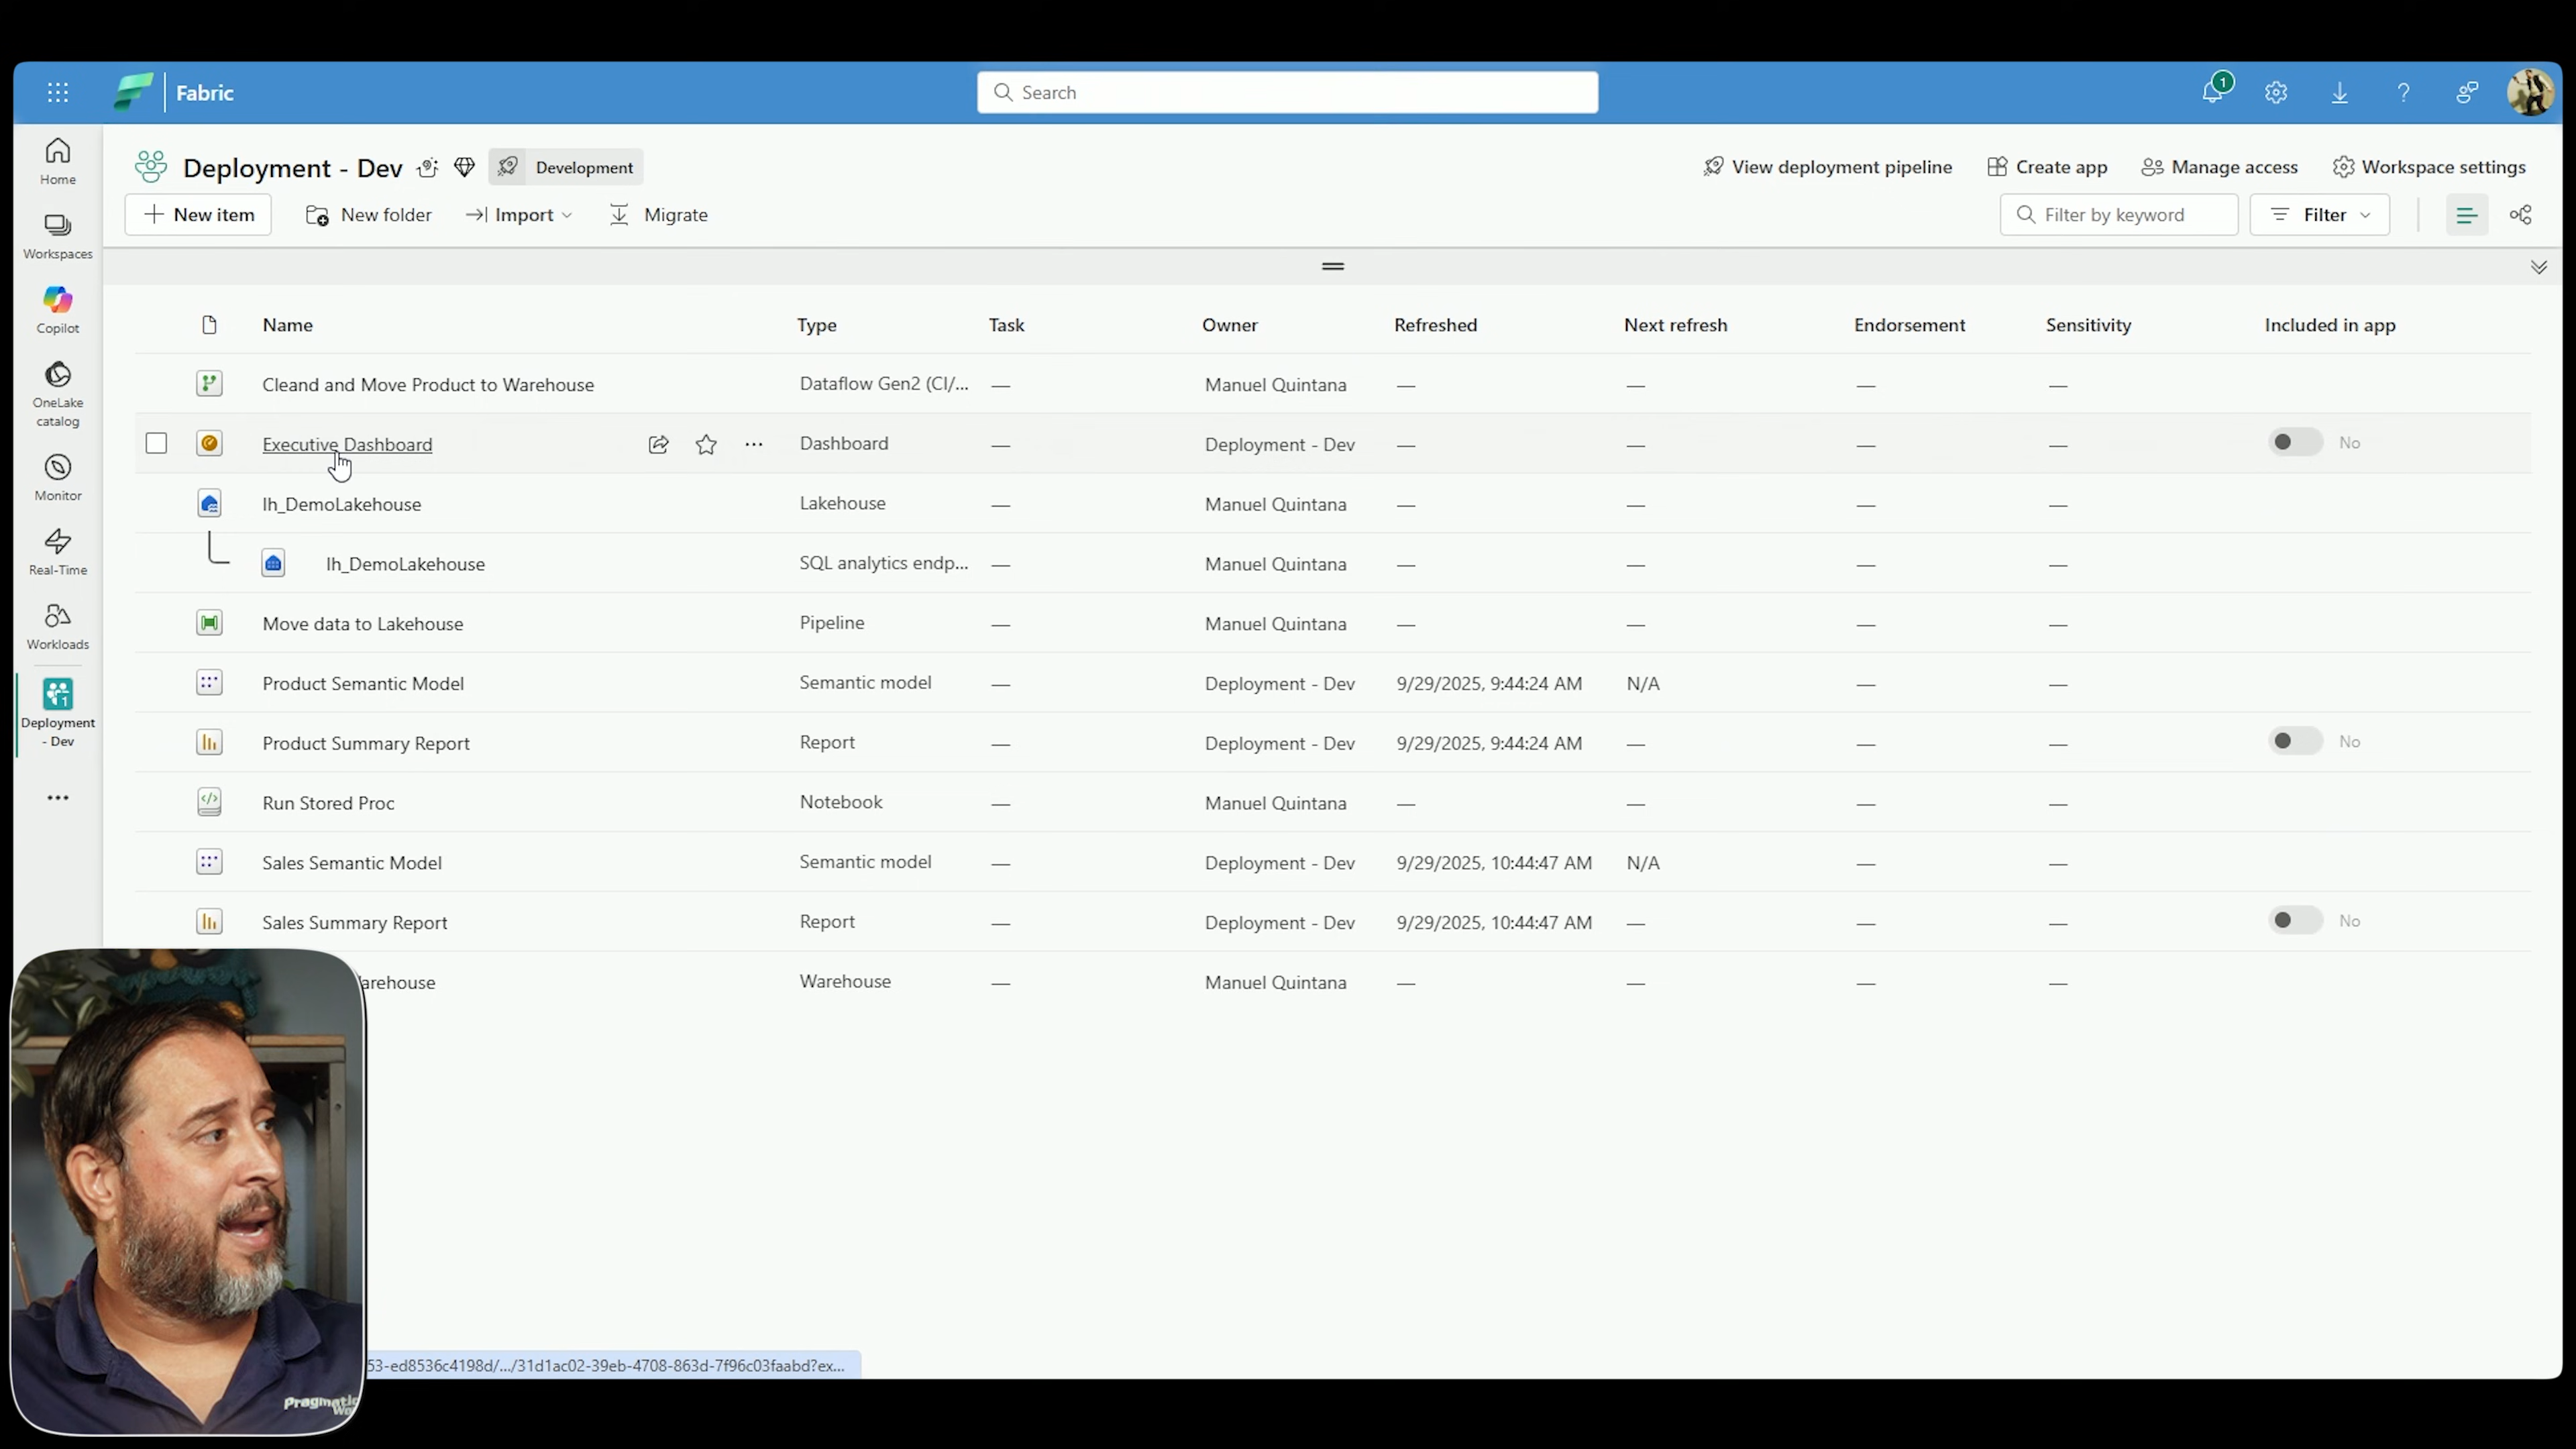 Fabric
Search
1
Home
Workspaces
Copilot
OneLake
catalog
Monitor
Real-Time
Workloads
Deployment
- Dev
Deployment - Dev
Development
View deployment pipeline
Create app
Manage access
Workspace settings
New item
New folder
Import
Migrate
Filter by keyword
Filter
Name Type Task Owner Refreshed Next refresh Endorsement Sensitivity Included in app
Cleand and Move Product to Warehouse Dataflow Gen2 (CI/... — Manuel Quintana — — — —
Executive Dashboard ... Dashboard — Deployment - Dev — — — — No
lh_DemoLakehouse Lakehouse — Manuel Quintana — — — —
lh_DemoLakehouse SQL analytics endp... — Manuel Quintana — — — —
Move data to Lakehouse Pipeline — Manuel Quintana — — — —
Product Semantic Model Semantic model — Deployment - Dev 9/29/2025, 9:44:24 AM N/A — —
Product Summary Report Report — Deployment - Dev 9/29/2025, 9:44:24 AM — — — No
Run Stored Proc Notebook — Manuel Quintana — — — —
Sales Semantic Model Semantic model — Deployment - Dev 9/29/2025, 10:44:47 AM N/A — —
Sales Summary Report Report — Deployment - Dev 9/29/2025, 10:44:47 AM — — — No
arehouse Warehouse — Manuel Quintana — — — —
53-ed8536c4198d/.../31d1ac02-39eb-4708-863d-7f96c03faabd?ex...
Pragmatic